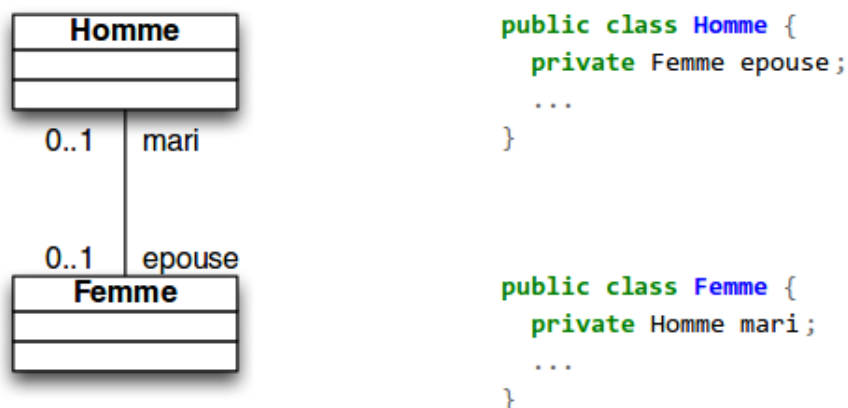 Homme
0..1 mari
0..1 epouse
Femme
public class Homme {
private Femme epouse;
...
}
public class Femme {
private Homme mari;
...
}